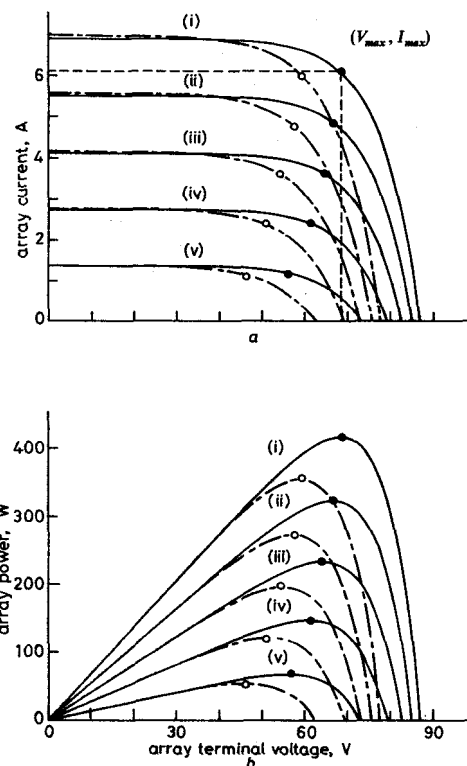 (i)
(V_max, I_max)
6
(ii)
array current, A
4
(iii)
(iv)
2
(v)
0
a
400
(i)
300
(ii)
array power, W
200
(iii)
(iv)
100
(v)
0
0 30 60 90
array terminal voltage, V
b